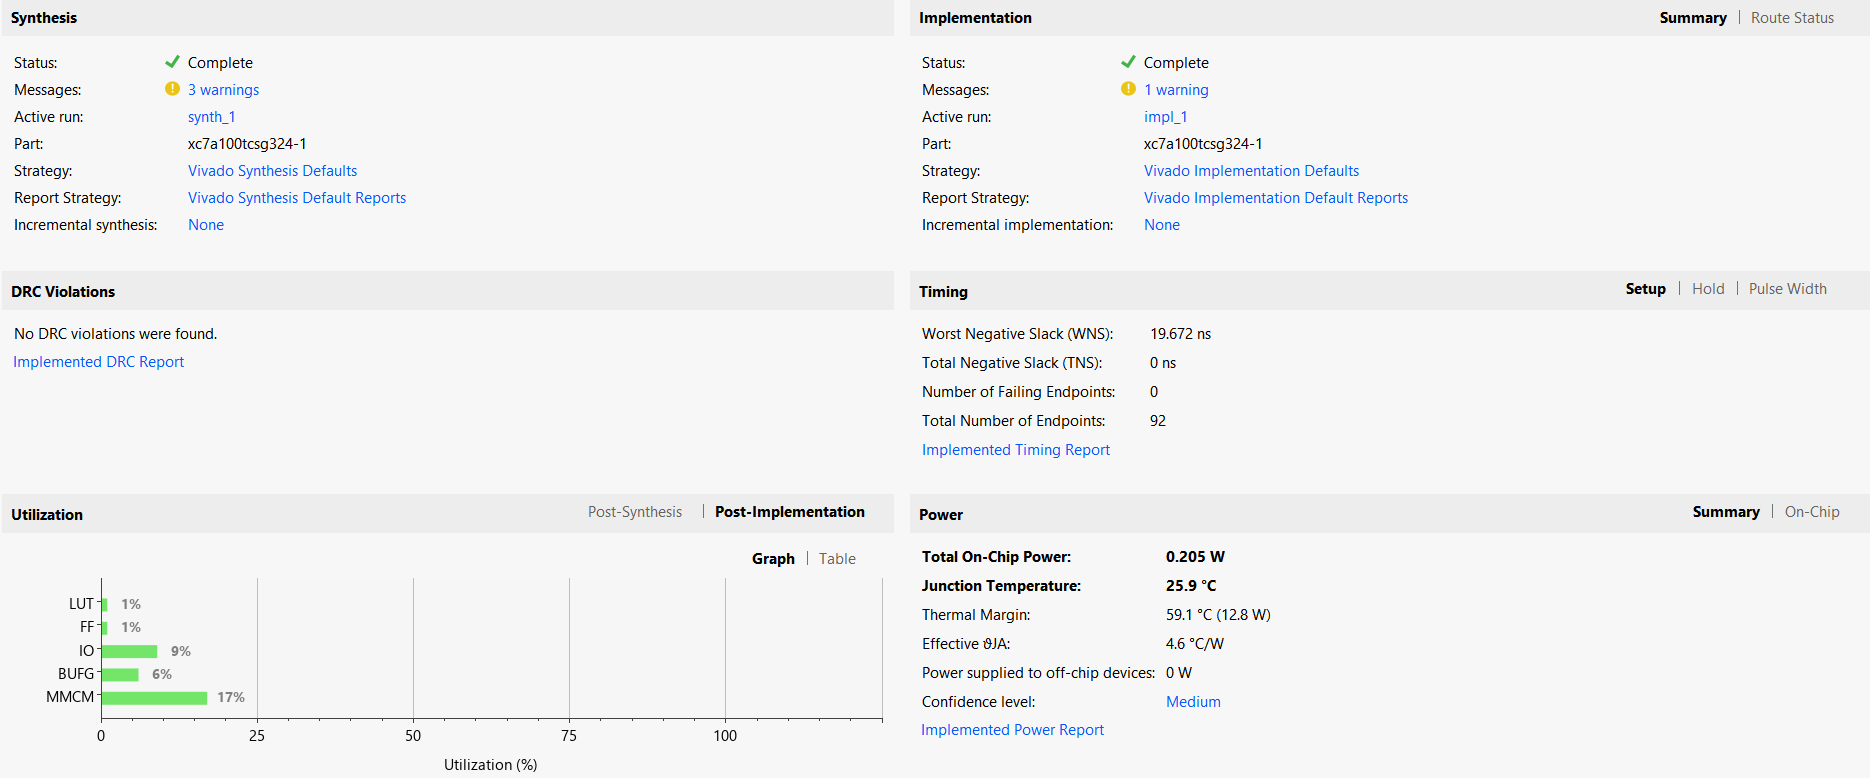 Synthesis
Status: Complete
Messages: 3 warnings
Active run: synth_1
Part: xc7a100tcsg324-1
Strategy: Vivado Synthesis Defaults
Report Strategy: Vivado Synthesis Default Reports
Incremental synthesis: None
Implementation Summary | Route Status
Status: Complete
Messages: 1 warning
Active run: impl_1
Part: xc7a100tcsg324-1
Strategy: Vivado Implementation Defaults
Report Strategy: Vivado Implementation Default Reports
Incremental implementation: None
DRC Violations
No DRC violations were found.
Implemented DRC Report
Timing Setup | Hold | Pulse Width
Worst Negative Slack (WNS): 19.672 ns
Total Negative Slack (TNS): 0 ns
Number of Failing Endpoints: 0
Total Number of Endpoints: 92
Implemented Timing Report
Utilization Post-Synthesis | Post-Implementation
Graph | Table
LUT 1%
FF 1%
IO 9%
BUFG 6%
MMCM 17%
0 25 50 75 100
Utilization (%)
Power Summary | On-Chip
Total On-Chip Power: 0.205 W
Junction Temperature: 25.9 °C
Thermal Margin: 59.1 °C (12.8 W)
Effective ϑJA: 4.6 °C/W
Power supplied to off-chip devices: 0 W
Confidence level: Medium
Implemented Power Report